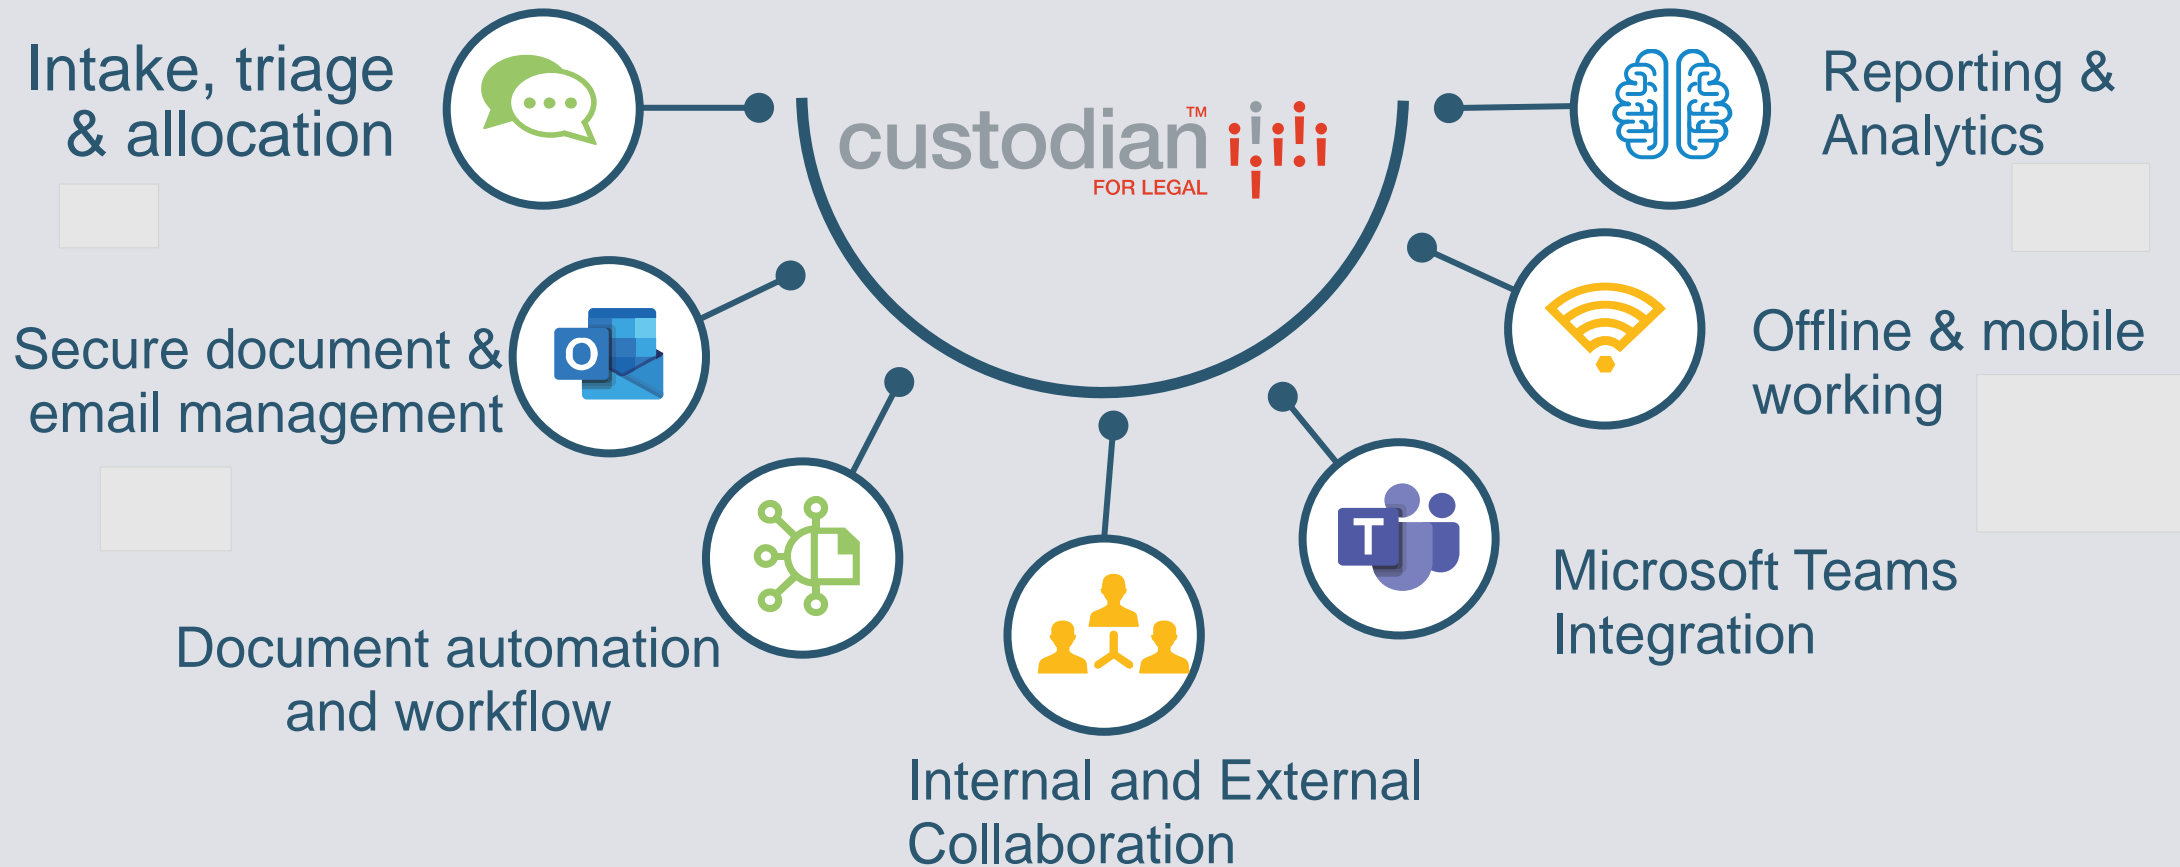 Intake, triage
& allocation
custodian™
FOR LEGAL
Reporting &
Analytics
Secure document &
email management
O
Offline & mobile
working
Document automation
and workflow
T
Microsoft Teams
Integration
Internal and External
Collaboration